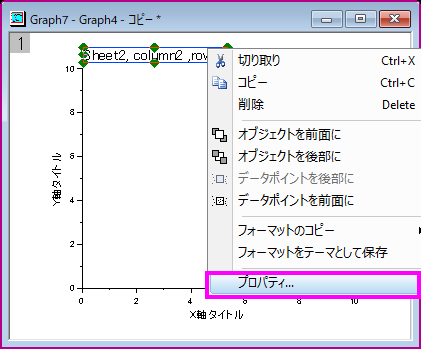 Graph7 - Graph4 - コピー *
1
Sheet2, column2 ,rov
切り取り Ctrl+X
コピー Ctrl+C
削除 Delete
オブジェクトを前面に
オブジェクトを後部に
データポイントを後部に
データポイントを前面に
フォーマットのコピー
フォーマットをテーマとして保存
プロパティ...
10
8
6
4
2
0
Y軸タイトル
0 2 4 6 8 10
X軸タイトル